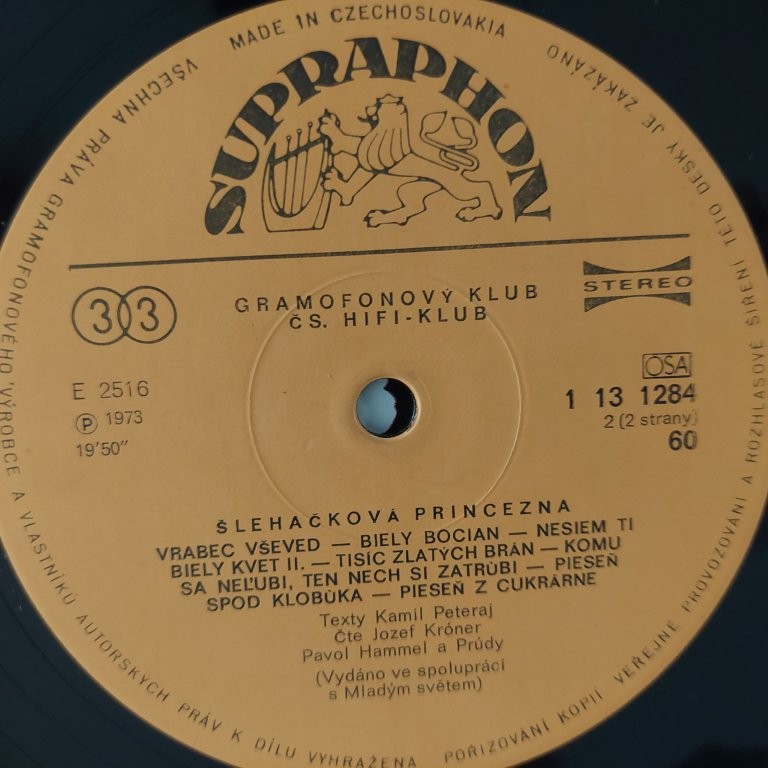 MADE IN CZECHOSLOVAKIA
VŠECHNA PRÁVA GRAMOFONOVÉHO VÝROBCE A VLASTNÍKŮ AUTORSKÝCH PRÁV K DÍLU VYHRAŽENA
POŘIZOVÁNÍ KOPIÍ VEŘEJNÉ PROVOZOVÁNÍ A ROZHLASOVÉ ŠÍŘENÍ TÉTO DESKY JE ZAKÁZÁNO
SUPRAPHON
33
GRAMOFONOVÝ KLUB
ČS. HIFI-KLUB
STEREO
E 2516
Ⓟ 1973
19'50"
OSA
1 13 1284
2 (2 strany)
60
ŠLEHAČKOVÁ PRINCEZNA
VRABEC VŠEVED — BIELY BOCIAN — NESIEM TI
BIELY KVET II. — TISÍC ZLATÝCH BRÁN — KOMU
SA NEĽUBI, TEN NECH SI ZATRÚBI — PIESEŇ
SPOD KLOBÚKA — PIESEŇ Z CUKRÁRNE
Texty Kamil Peteraj
Čte Jozef Króner
Pavol Hammel a Prúdy
(Vydáno ve spolupráci
s Mladým světem)